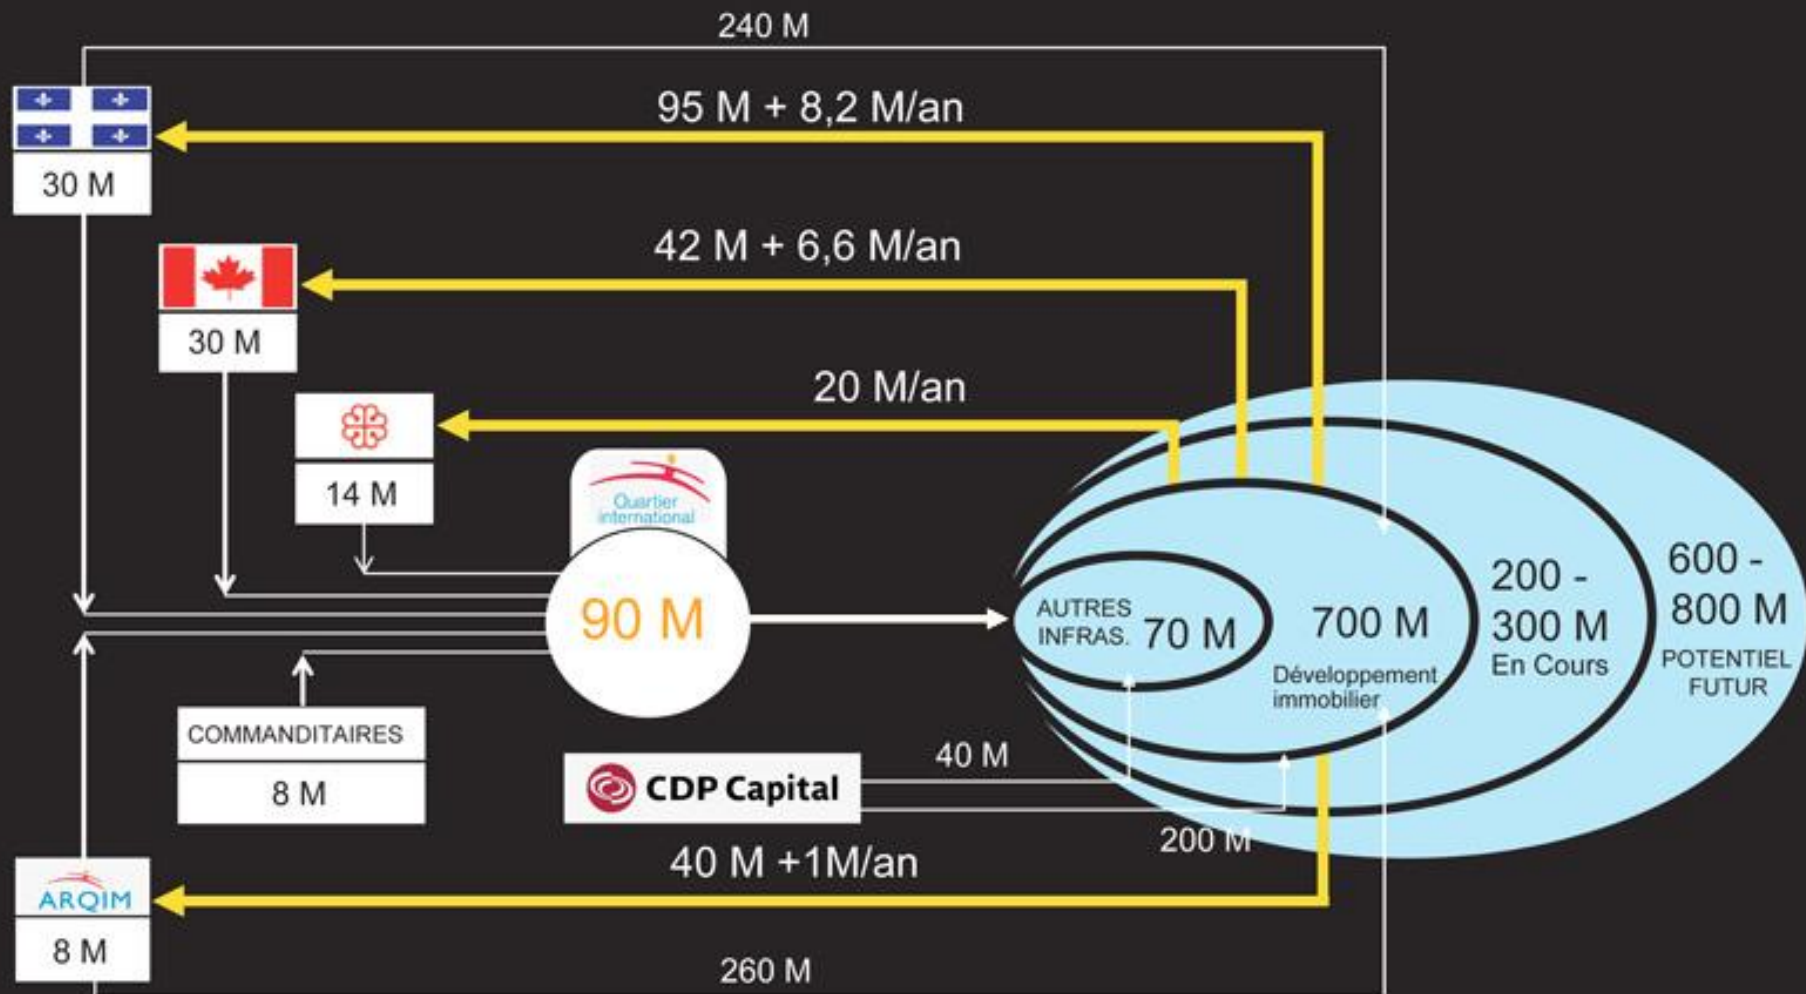 240 M
95 M + 8,2 M/an
30 M
42 M + 6,6 M/an
30 M
20 M/an
14 M
Quartier
international
90 M
AUTRES
INFRAS.
70 M
700 M
Développement
immobilier
200 -
300 M
En Cours
600 -
800 M
POTENTIEL
FUTUR
COMMANDITAIRES
8 M
CDP Capital
40 M
200 M
40 M +1M/an
ARQIM
8 M
260 M